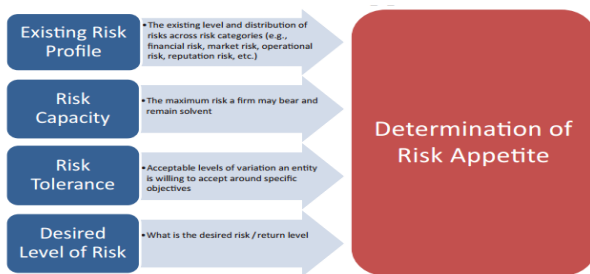 Existing Risk
Profile
• The existing level and distribution of
risks across risk categories (e.g.,
financial risk, market risk, operational
risk, reputation risk, etc.)
Risk
Capacity
• The maximum risk a firm may bear and
remain solvent
Risk
Tolerance
• Acceptable levels of variation an entity
is willing to accept around specific
objectives
Desired
Level of Risk
• What is the desired risk / return level
Determination of
Risk Appetite